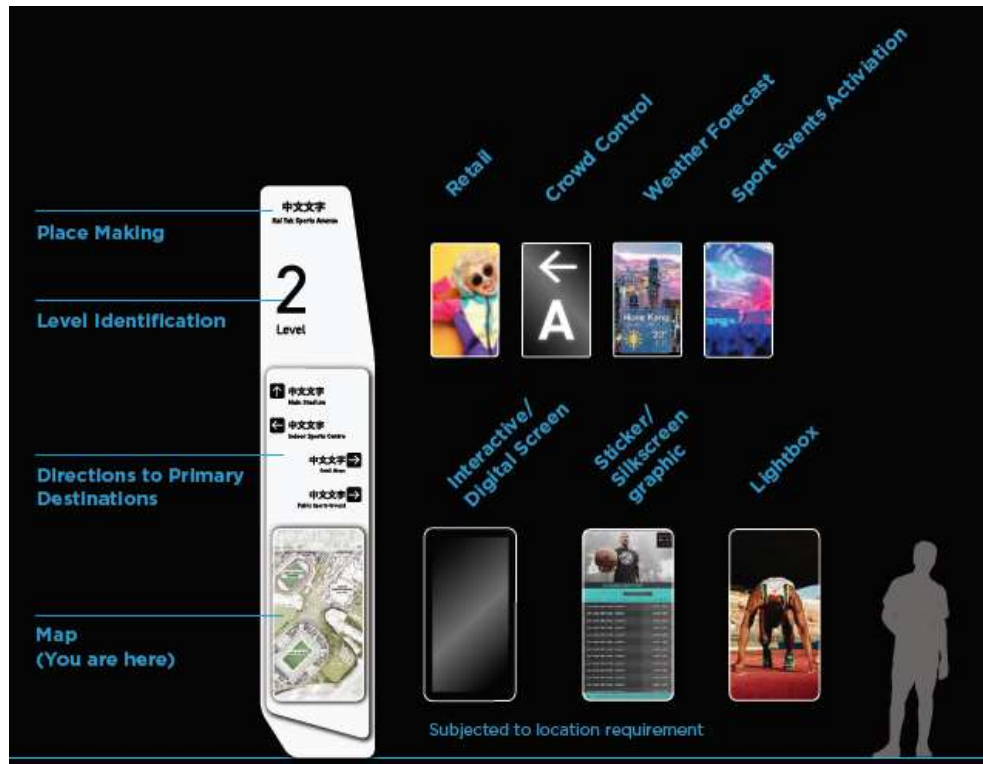 Retail
Crowd Control
Weather Forecast
Sport Events Activiation
中文文字
Kai Tak Sports Avenue
Place Making
2
Level
Level Identification
←
A
Hong Kong
中文文字
Main Stadium
中文文字
Indoor Sports Centre
中文文字
中文文字
Public Sports Ground
Directions to Primary
Destinations
Interactive/
Digital Screen
Sticker/
Silkscreen
graphic
Lightbox
Map
(You are here)
Subjected to location requirement